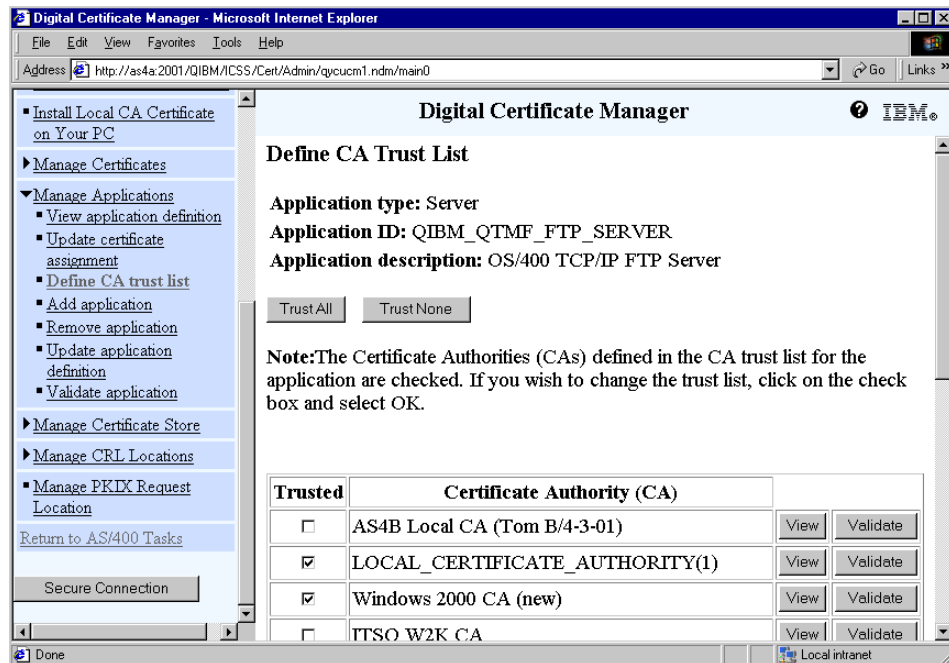 Digital Certificate Manager - Microsoft Internet Explorer
File Edit View Favorites Tools Help
Address http://as4a:2001/QIBM/ICSS/Cert/Admin/qycucm1.ndm/main0 Go Links »
Install Local CA Certificate
on Your PC
Manage Certificates
Manage Applications
View application definition
Update certificate
assignment
Define CA trust list
Add application
Remove application
Update application
definition
Validate application
Manage Certificate Store
Manage CRL Locations
Manage PKIX Request
Location
Return to AS/400 Tasks
Secure Connection
Digital Certificate Manager
IBM®
Define CA Trust List
Application type: Server
Application ID: QIBM_QTMF_FTP_SERVER
Application description: OS/400 TCP/IP FTP Server
Trust All Trust None
Note:The Certificate Authorities (CAs) defined in the CA trust list for the
application are checked. If you wish to change the trust list, click on the check
box and select OK.
Trusted Certificate Authority (CA)
AS4B Local CA (Tom B/4-3-01) View Validate
LOCAL_CERTIFICATE_AUTHORITY(1) View Validate
Windows 2000 CA (new) View Validate
ITSO W2K CA View Validate
Done Local intranet